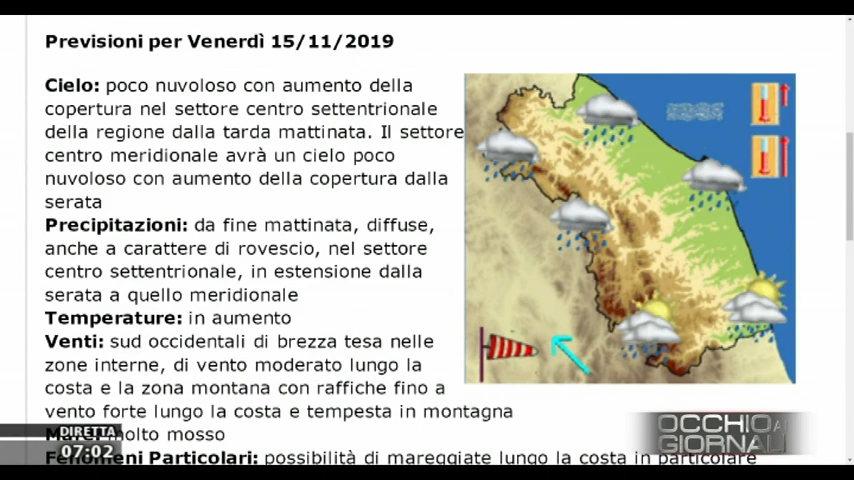 Previsioni per Venerdì 15/11/2019
Cielo: poco nuvoloso con aumento della
copertura nel settore centro settentrionale
della regione dalla tarda mattinata. Il settore
centro meridionale avrà un cielo poco
nuvoloso con aumento della copertura dalla
serata
Precipitazioni: da fine mattinata, diffuse,
anche a carattere di rovescio, nel settore
centro settentrionale, in estensione dalla
serata a quello meridionale
Temperature: in aumento
Venti: sud occidentali di brezza tesa nelle
zone interne, di vento moderato lungo la
costa e la zona montana con raffiche fino a
vento forte lungo la costa e tempesta in montagna
Mare: molto mosso
Fenomeni Particolari: possibilità di mareggiate lungo la costa in particolare
DIRETTA
07:02
OCCHIO AI
GIORNALI